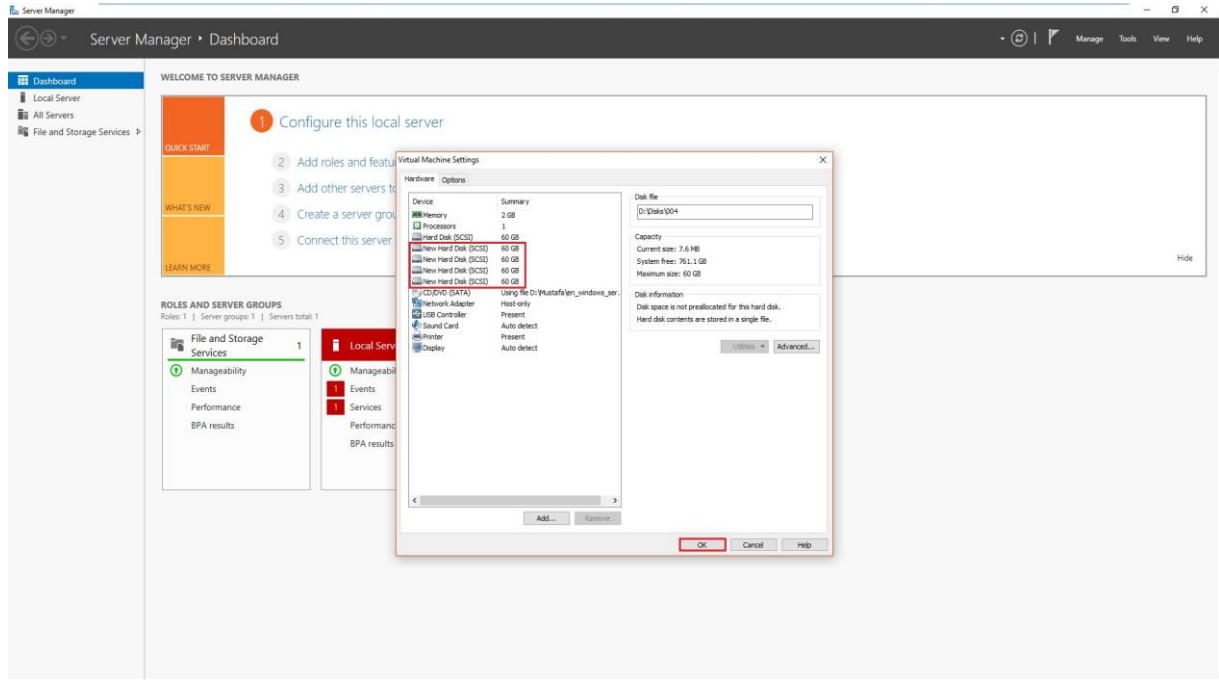 Server Manager
Server Manager • Dashboard
Manage Tools View Help
Dashboard
Local Server
All Servers
File and Storage Services
WELCOME TO SERVER MANAGER
QUICK START
WHAT'S NEW
LEARN MORE
1 Configure this local server
2 Add roles and featu
3 Add other servers to
4 Create a server grou
5 Connect this server
Hide
ROLES AND SERVER GROUPS
Roles: 1 | Server groups: 1 | Servers total: 1
File and Storage Services 1
Manageability
Events
Performance
BPA results
Local Serv
Manageabil
1 Events
1 Services
Performanc
BPA results
Virtual Machine Settings
Hardware Options
Device Summary
Memory 2 GB
Processors 1
Hard Disk (SCSI) 60 GB
New Hard Disk (SCSI) 60 GB
New Hard Disk (SCSI) 60 GB
New Hard Disk (SCSI) 60 GB
New Hard Disk (SCSI) 60 GB
CD/DVD (SATA) Using file D:\Mustafa\en_windows_ser...
Network Adapter Host-only
USB Controller Present
Sound Card Auto detect
Printer Present
Display Auto detect
Add... Remove
Disk file
D:\Disks\004
Capacity
Current size: 7.6 MB
System free: 761.1 GB
Maximum size: 60 GB
Disk information
Disk space is not preallocated for this hard disk.
Hard disk contents are stored in a single file.
Utilities Advanced...
OK Cancel Help